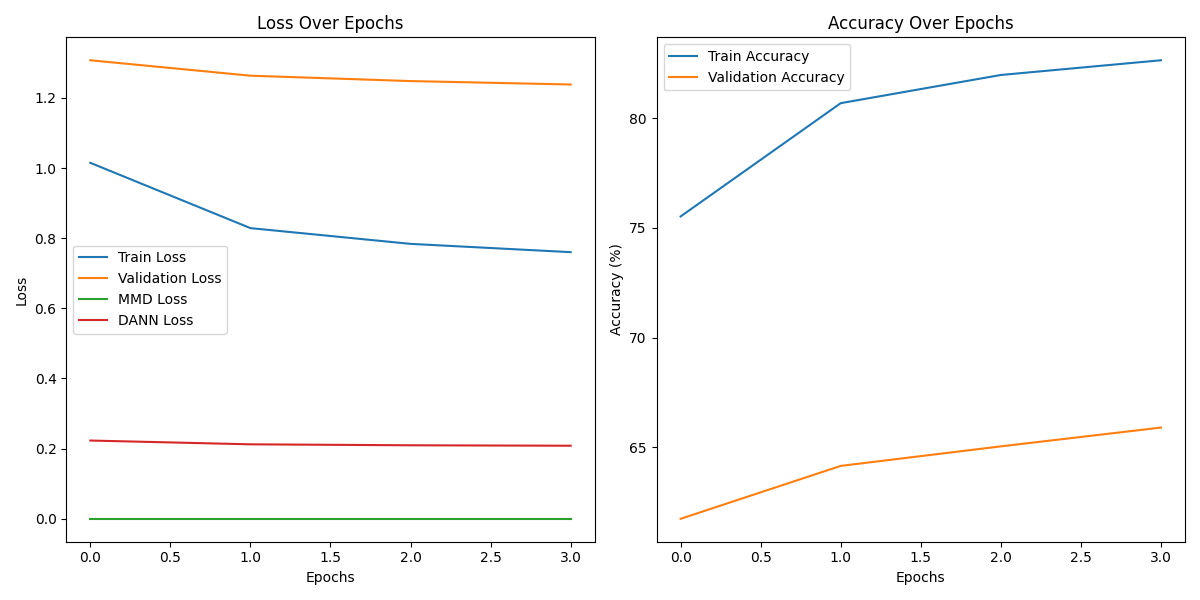 Loss Over Epochs
Loss
1.2
1.0
0.8
0.6
0.4
0.2
0.0
Train Loss
Validation Loss
MMD Loss
DANN Loss
0.0 0.5 1.0 1.5 2.0 2.5 3.0
Epochs
Accuracy Over Epochs
Accuracy (%)
80
75
70
65
Train Accuracy
Validation Accuracy
0.0 0.5 1.0 1.5 2.0 2.5 3.0
Epochs